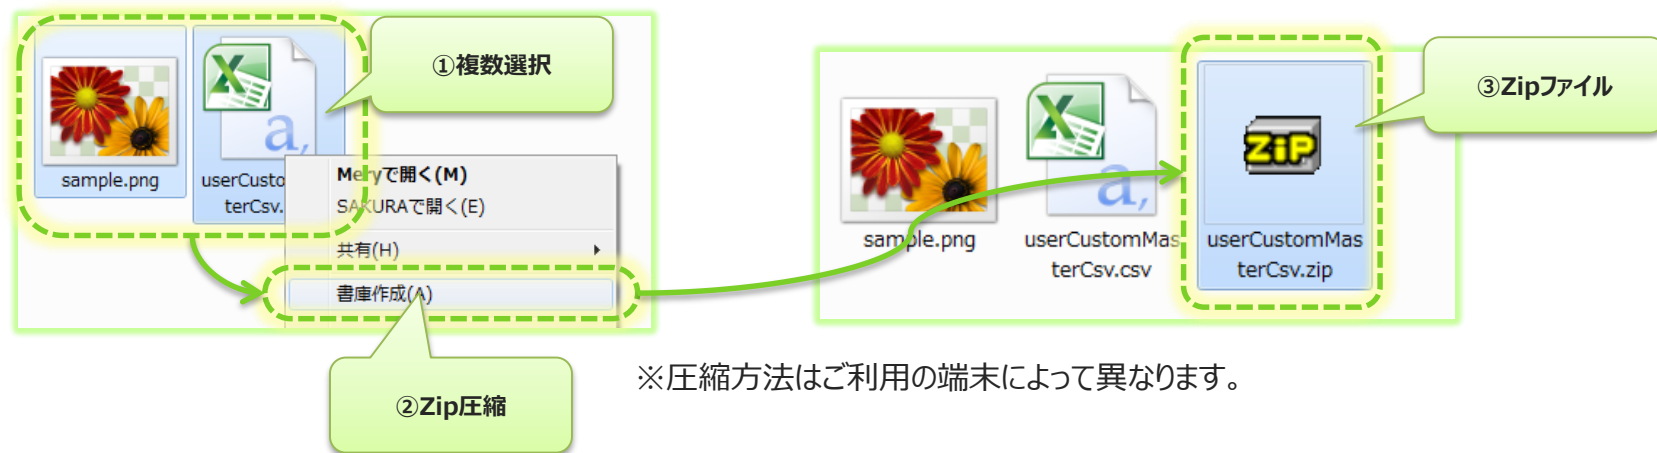 ①複数選択
sample.png
userCusto
terCsv.
Meryで開く(M)
SAKURAで開く(E)
共有(H)
書庫作成(A)
②Zip圧縮
sample.png
userCustomMas
terCsv.csv
ZiP
userCustomMas
terCsv.zip
③Zipファイル
※圧縮方法はご利用の端末によって異なります。